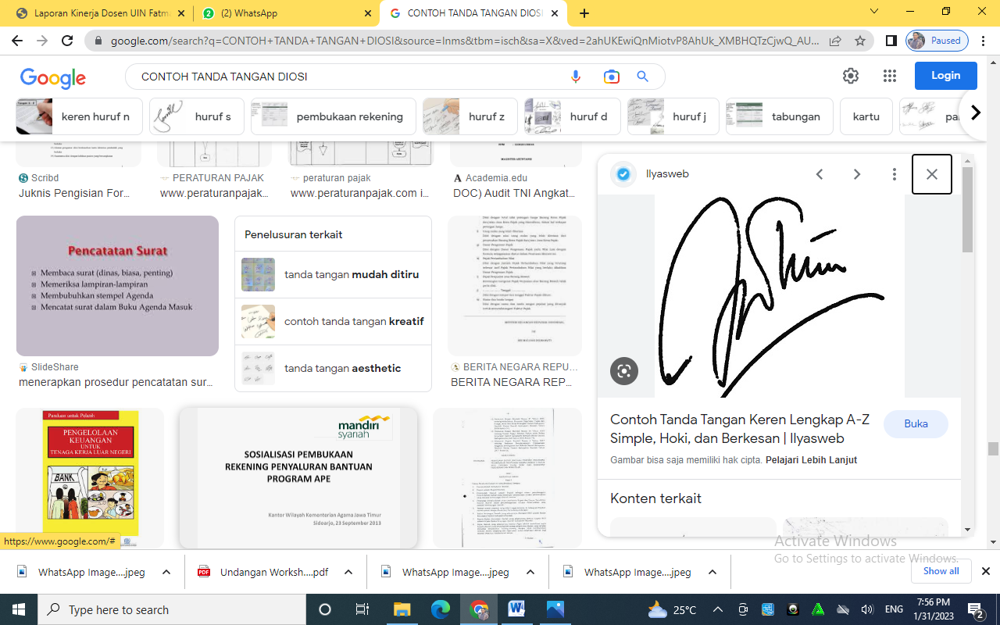 Laporan Kinerja Dosen UIN Fatm
(2) WhatsApp
CONTOH TANDA TANGAN DIOSI
google.com/search?q=CONTOH+TANDA+TANGAN+DIOSI&source=lnms&tbm=isch&sa=X&ved=2ahUKEwiQnMiotvP8AhUk_XMBHQTzCjwQ_AU...
Paused
Google
CONTOH TANDA TANGAN DIOSI
Login
keren huruf n
huruf s
pembukaan rekening
huruf z
huruf d
huruf j
tabungan
kartu
pa
Scribd
Juknis Pengisian For...
PERATURAN PAJAK
www.peraturanpajak...
peraturan pajak
www.peraturanpajak.com i...
MAGISTER AKUNTANSI
Academia.edu
DOC) Audit TNI Angkat...
Pencatatan Surat
Membaca surat (dinas, biasa, penting)
Memeriksa lampiran-lampiran
Membubuhkan stempel Agenda
Mencatat surat dalam Buku Agenda Masuk
SlideShare
menerapkan prosedur pencatatan sur...
Penelusuran terkait
tanda tangan mudah ditiru
contoh tanda tangan kreatif
tanda tangan aesthetic
BERITA NEGARA REPU...
BERITA NEGARA REP...
Panduan untuk Pelatih
PENGELOLAAN
KEUANGAN
UNTUK
TENAGA KERJA LUAR NEGERI
BANK
mandiri
syariah
SOSIALISASI PEMBUKAAN
REKENING PENYALURAN BANTUAN
PROGRAM APE
Kantor Wilayah Kementerian Agama Jawa Timur
Sidoarjo, 23 September 2013
Ilyasweb
Contoh Tanda Tangan Keren Lengkap A-Z
Simple, Hoki, dan Berkesan | Ilyasweb
Buka
Gambar bisa saja memiliki hak cipta. Pelajari Lebih Lanjut
Konten terkait
https://www.google.com/#
Activate Windows
Go to Settings to activate Windows.
WhatsApp Image....jpeg
Undangan Worksh....pdf
WhatsApp Image....jpeg
WhatsApp Image....jpeg
Show all
Type here to search
25°C
ENG
7:56 PM
1/31/2023
2